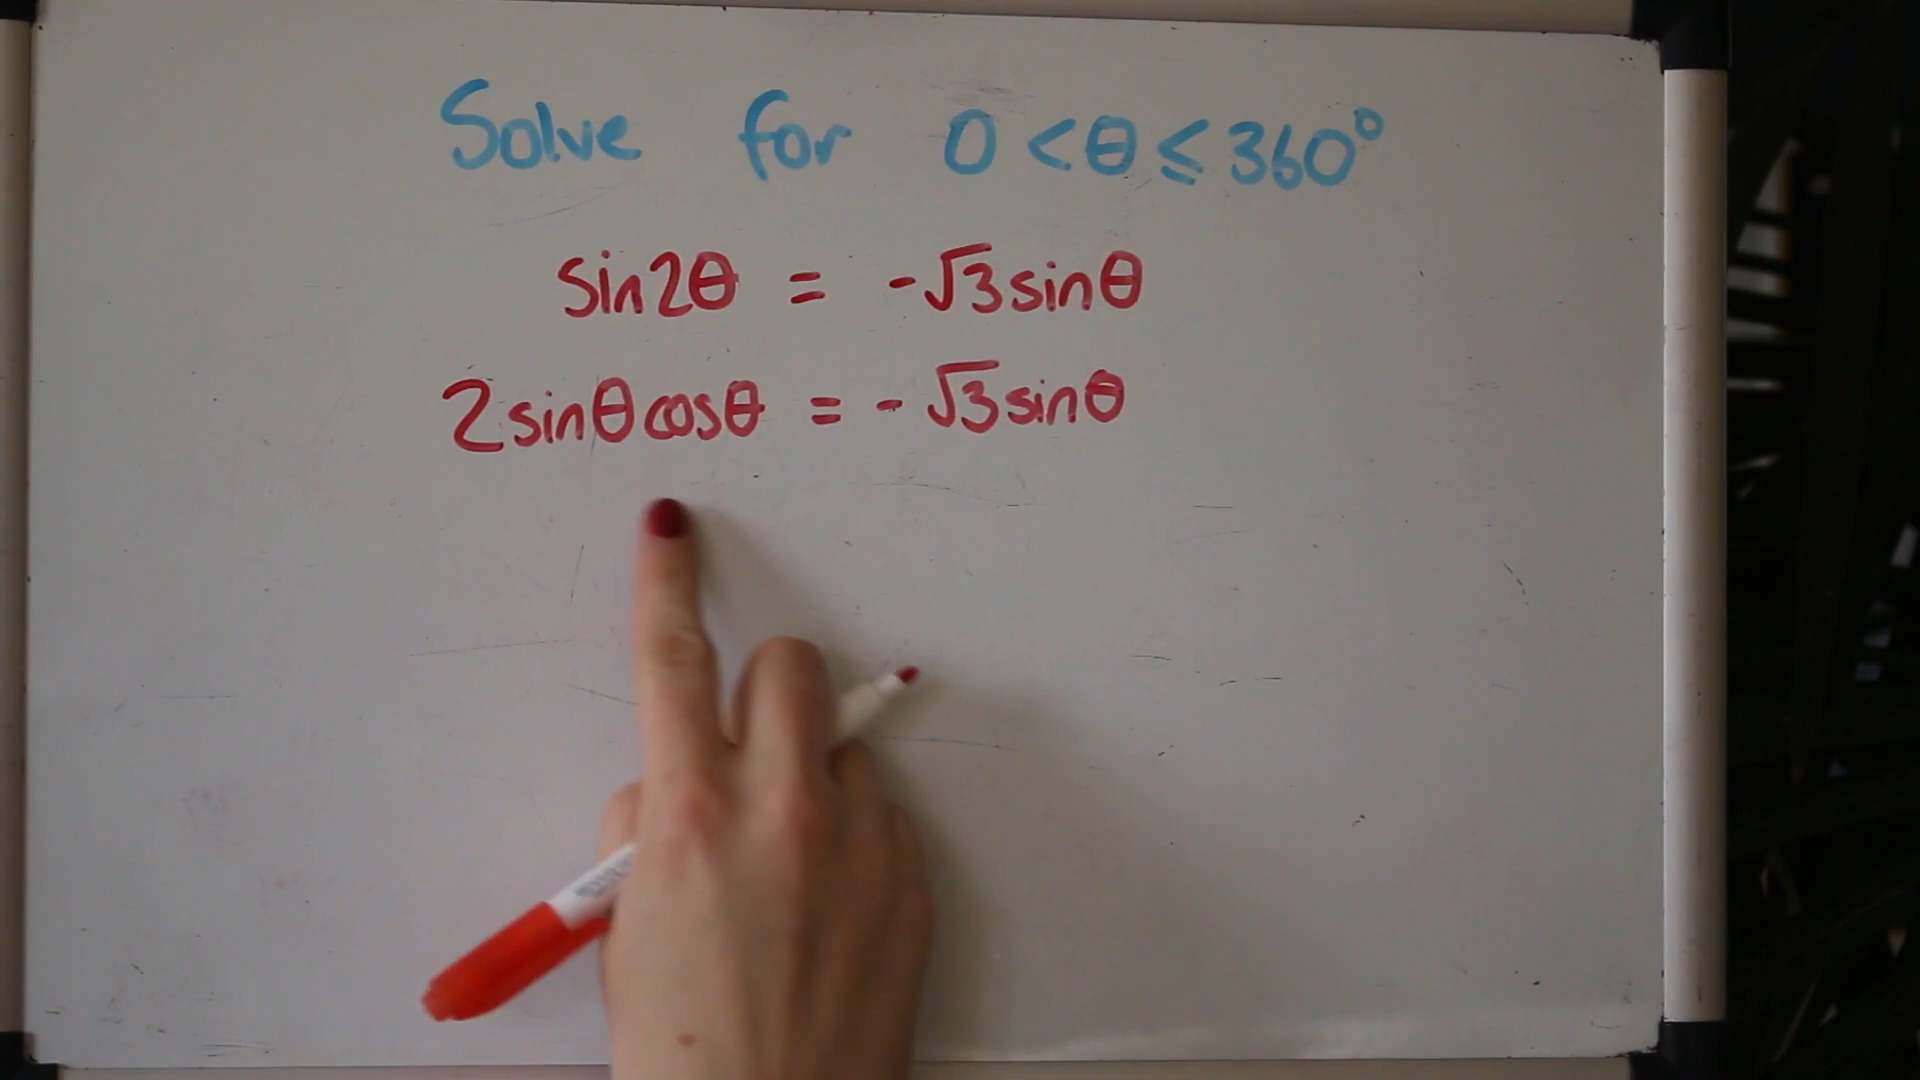 Solve for 0 < θ ≤ 360°
sin2θ = -√3sinθ
2sinθcosθ = -√3sinθ